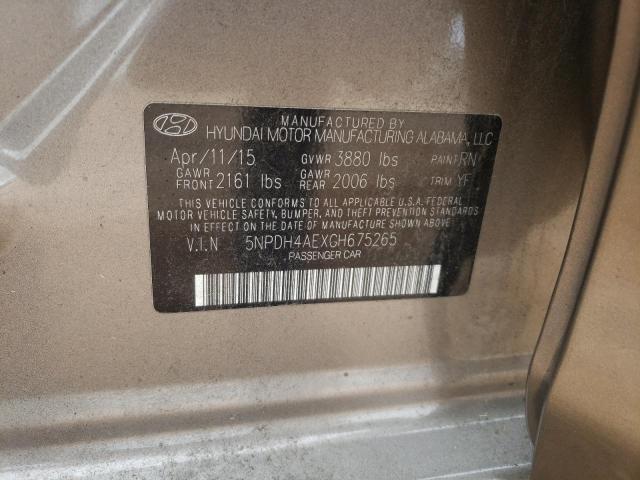 MANUFACTURED BY
HYUNDAI MOTOR MANUFACTURING ALABAMA, LLC
Apr/11/15 GVWR 3880 lbs PAINT RN
GAWR FRONT 2161 lbs GAWR REAR 2006 lbs TRIM YF
THIS VEHICLE CONFORMS TO ALL APPLICABLE U.S.A. FEDERAL
MOTOR VEHICLE SAFETY, BUMPER, AND THEFT PREVENTION STANDARDS
IN EFFECT ON THE DATE OF MANUFACTURE SHOWN ABOVE.
V.I.N 5NPDH4AEXGH675265
PASSENGER CAR